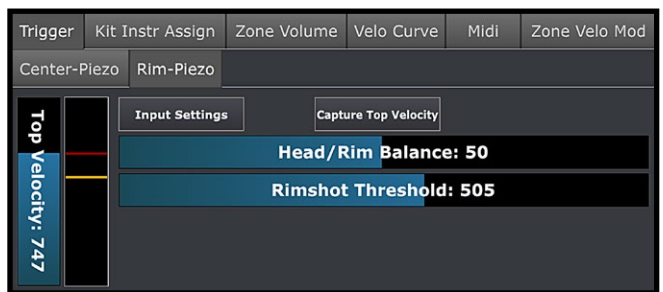 Trigger Kit Instr Assign Zone Volume Velo Curve Midi Zone Velo Mod
Center-Piezo Rim-Piezo
Top Velocity: 747
Input Settings Capture Top Velocity
Head/Rim Balance: 50
Rimshot Threshold: 505